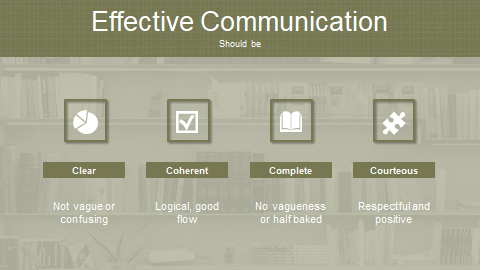 Effective Communication
Should be
Clear
Not vague or
confusing
Coherent
Logical, good
flow
Complete
No vagueness
or half baked
Courteous
Respectful and
positive